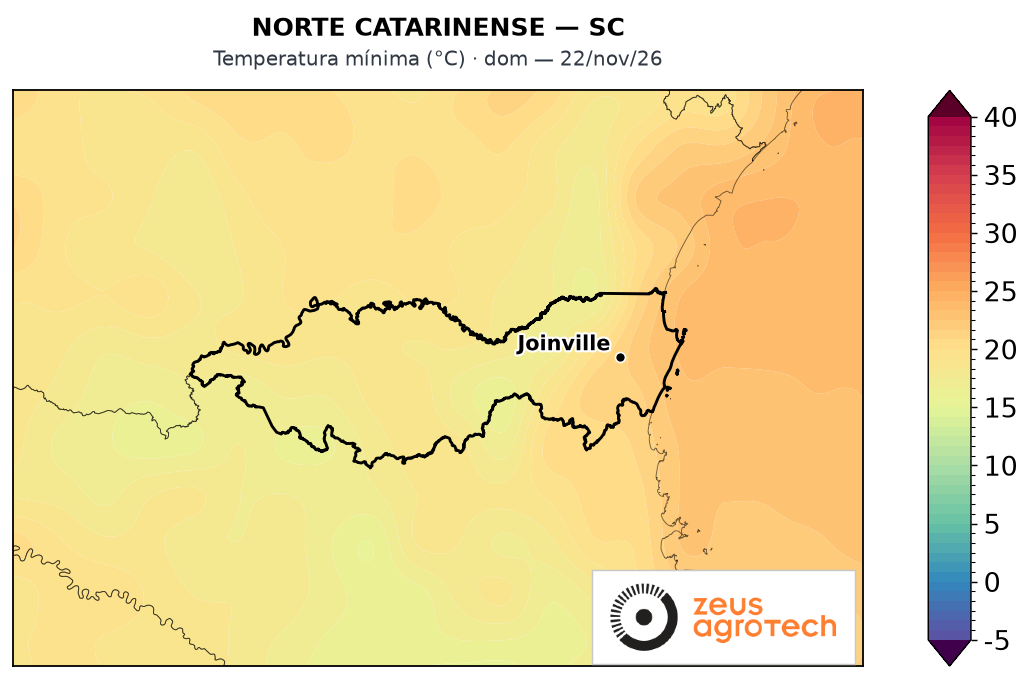 NORTE CATARINENSE — SC
Temperatura mínima (°C) · dom — 22/nov/26
Joinville
40
35
30
25
20
15
10
5
0
-5
zeus
agrotech